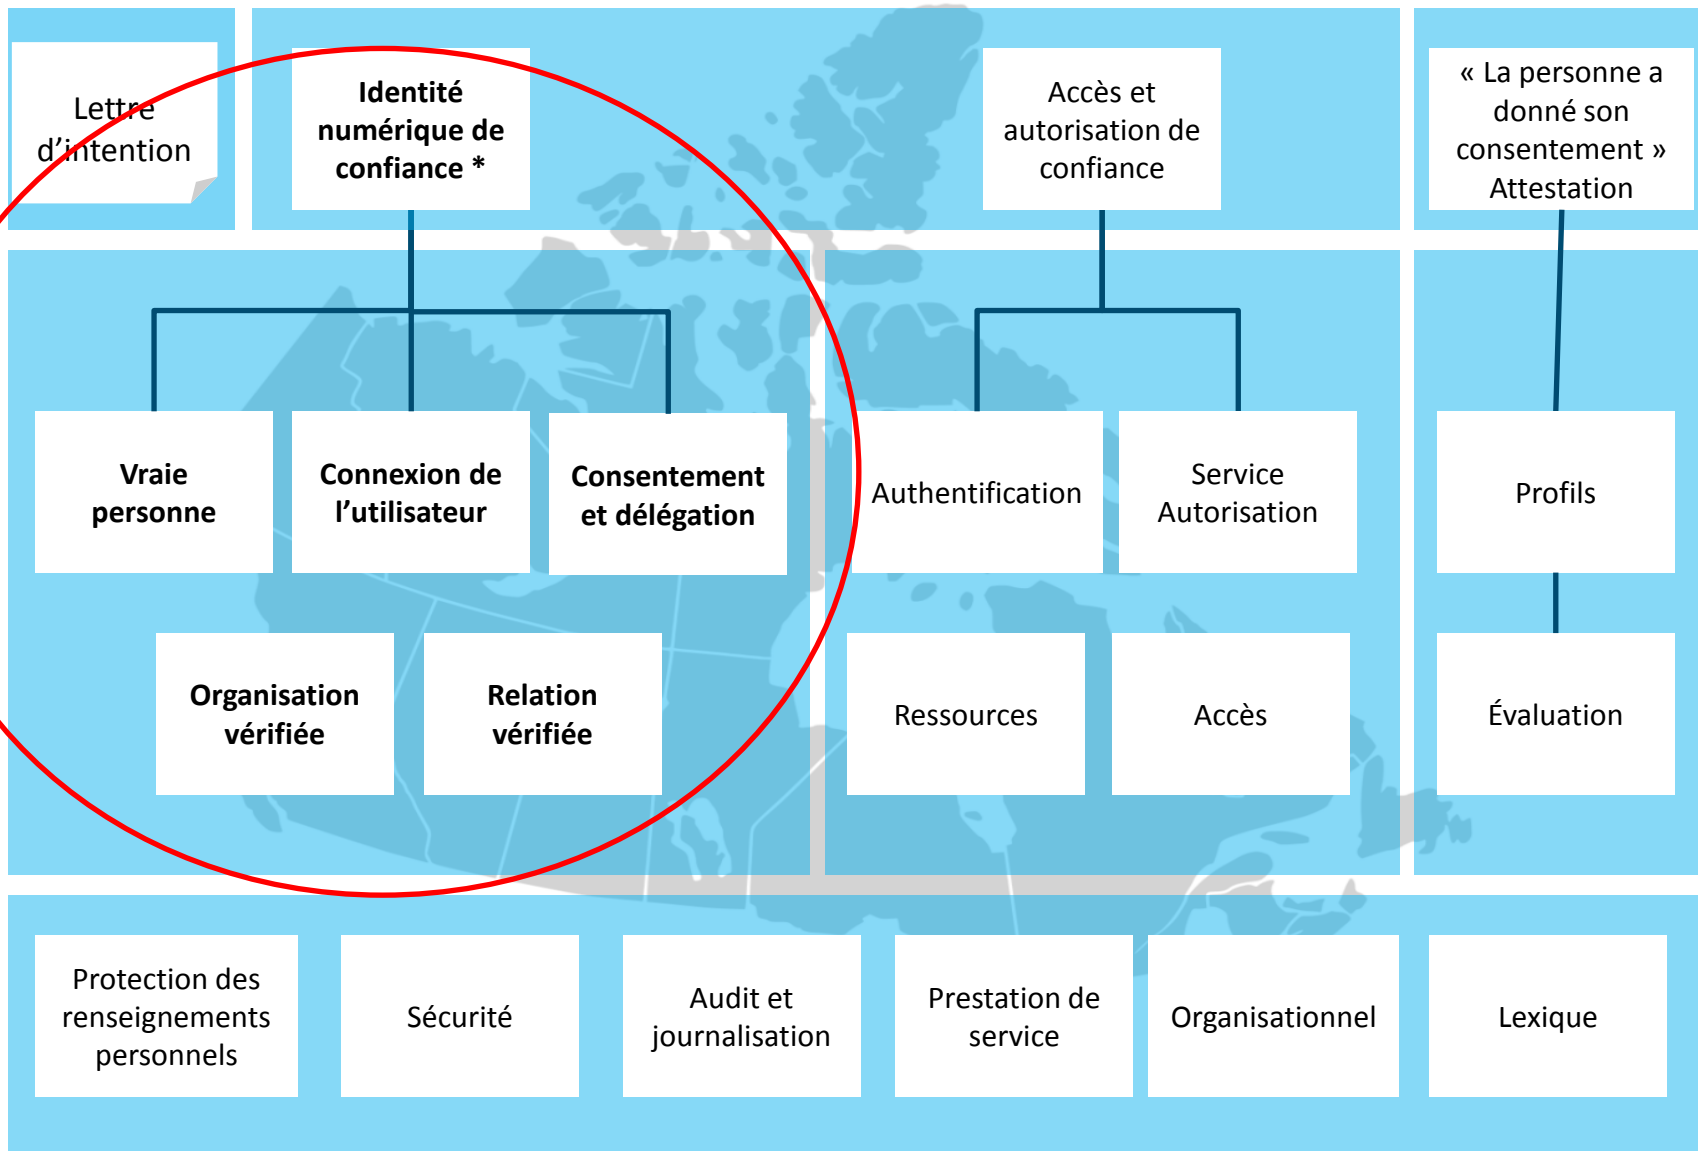 Lettre
d’intention
Identité
numérique de
confiance *
Accès et
autorisation de
confiance
« La personne a
donné son
consentement »
Attestation
Vraie
personne
Connexion de
l’utilisateur
Consentement
et délégation
Authentification
Service
Autorisation
Profils
Organisation
vérifiée
Relation
vérifiée
Ressources
Accès
Évaluation
Protection des
renseignements
personnels
Sécurité
Audit et
journalisation
Prestation de
service
Organisationnel
Lexique